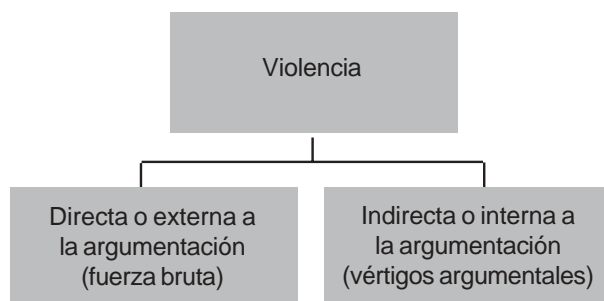 Violencia
Directa o externa a
la argumentación
(fuerza bruta)
Indirecta o interna a
la argumentación
(vértigos argumentales)